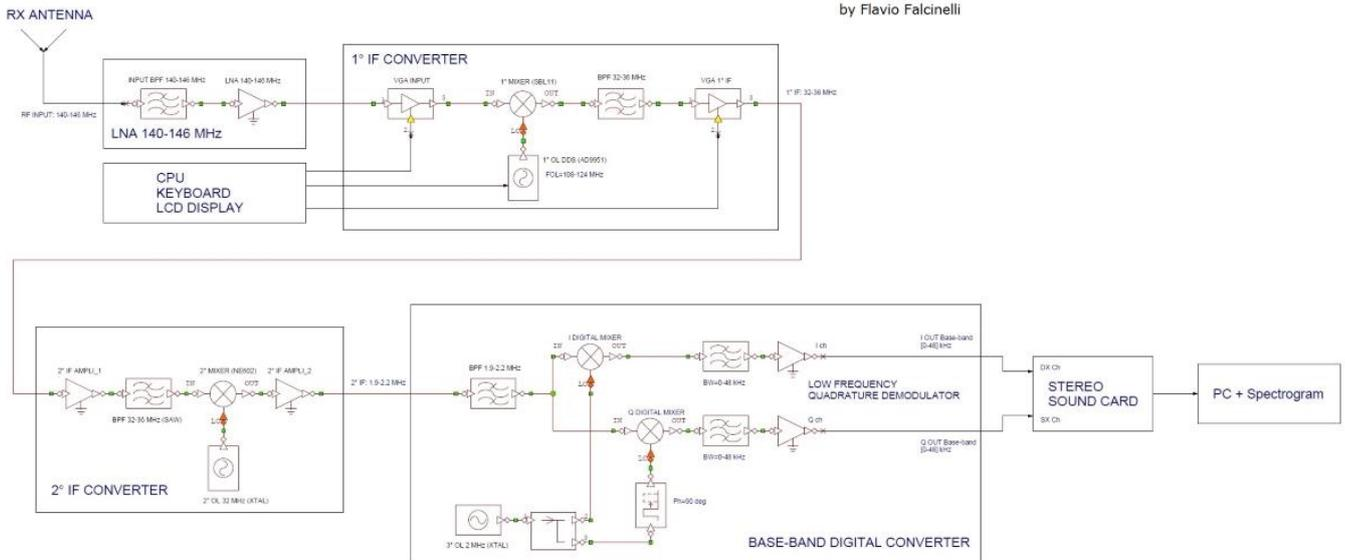 by Flavio Falcinelli
RX ANTENNA
RF INPUT: 140-146 MHz
INPUT BPF 140-146 MHz
LNA 140-146 MHz
LNA 140-146 MHz
CPU
KEYBOARD
LCD DISPLAY
1° IF CONVERTER
VGA INPUT
IN
1° MIXER (SBL11)
OUT
LO
BPF 32-36 MHz
VGA 1° IF
1° OL DDS (AD9951)
FOL=108-124 MHz
1° IF: 32-36 MHz
2° IF AMPLI_1
BPF 32-36 MHz (SAW)
IN
2° MIXER (NE602)
OUT
LO
2° IF AMPLI_2
2° OL 32 MHz (XTAL)
2° IF CONVERTER
2° IF: 1.9-2.2 MHz
BPF 1.9-2.2 MHz
IN
I DIGITAL MIXER
OUT
LO
BW=0-48 kHz
I ch
IN
Q DIGITAL MIXER
OUT
LO
BW=0-48 kHz
Q ch
LOW FREQUENCY
QUADRATURE DEMODULATOR
Ph=90 deg
3° OL 2 MHz (XTAL)
BASE-BAND DIGITAL CONVERTER
I OUT Base-band
[0-48] kHz
Q OUT Base-band
[0-48] kHz
DX Ch
STEREO
SOUND CARD
SX Ch
PC + Spectrogram